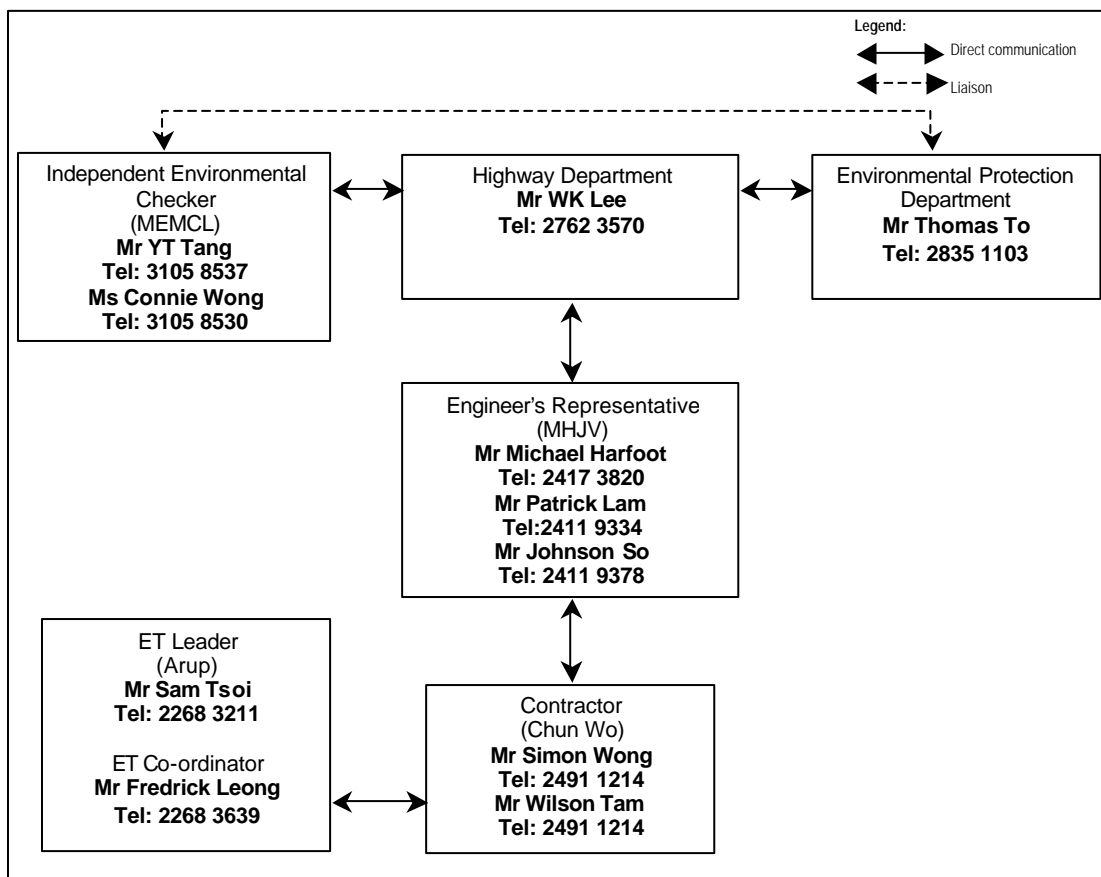 Legend:
Direct communication
Liaison
Independent Environmental
Checker
(MEMCL)
Mr YT Tang
Tel: 3105 8537
Ms Connie Wong
Tel: 3105 8530
Highway Department
Mr WK Lee
Tel: 2762 3570
Environmental Protection
Department
Mr Thomas To
Tel: 2835 1103
Engineer's Representative
(MHJV)
Mr Michael Harfoot
Tel: 2417 3820
Mr Patrick Lam
Tel:2411 9334
Mr Johnson So
Tel: 2411 9378
ET Leader
(Arup)
Mr Sam Tsoi
Tel: 2268 3211
ET Co-ordinator
Mr Fredrick Leong
Tel: 2268 3639
Contractor
(Chun Wo)
Mr Simon Wong
Tel: 2491 1214
Mr Wilson Tam
Tel: 2491 1214